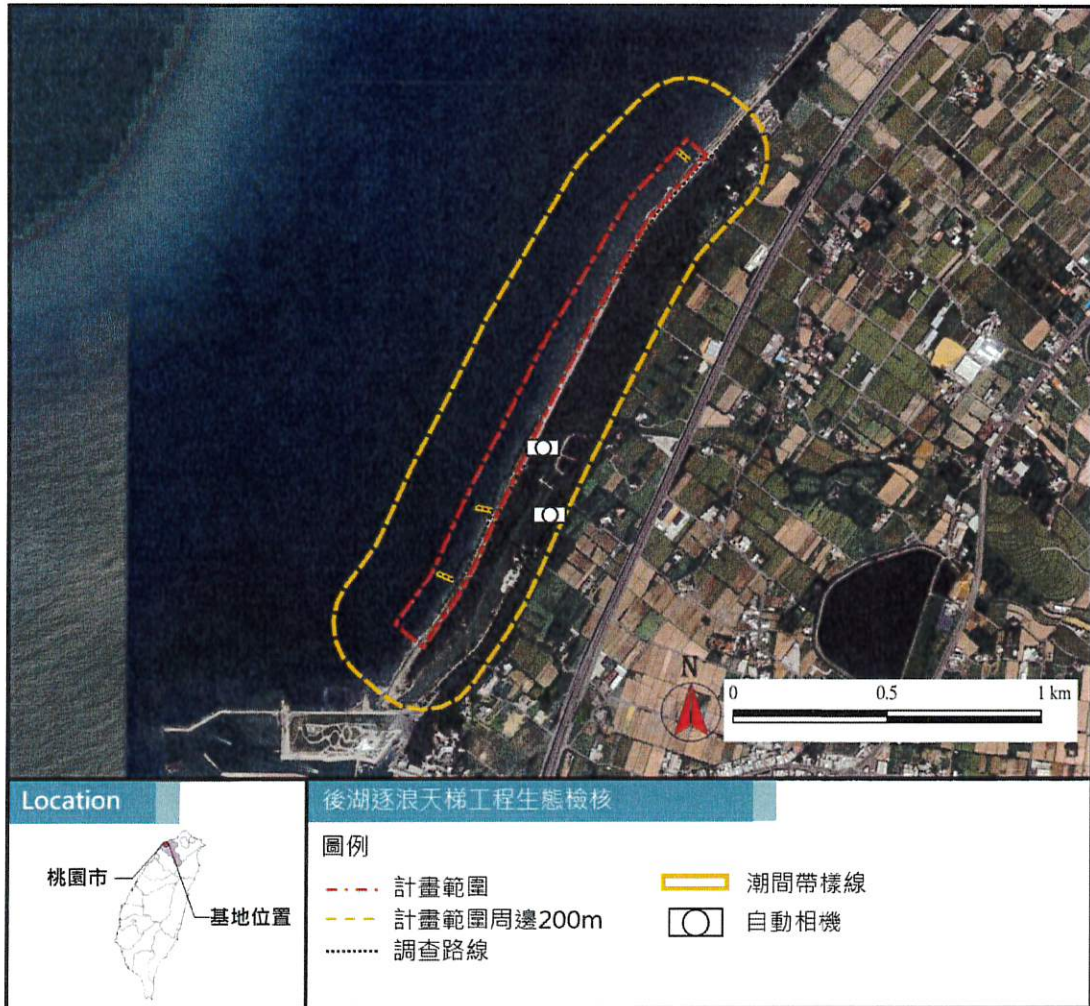 N
0 0.5 1 km
Location
桃園市
基地位置
後湖逐浪天梯工程生態檢核
圖例
計畫範圍
計畫範圍周邊200m
調查路線
潮間帶樣線
自動相機